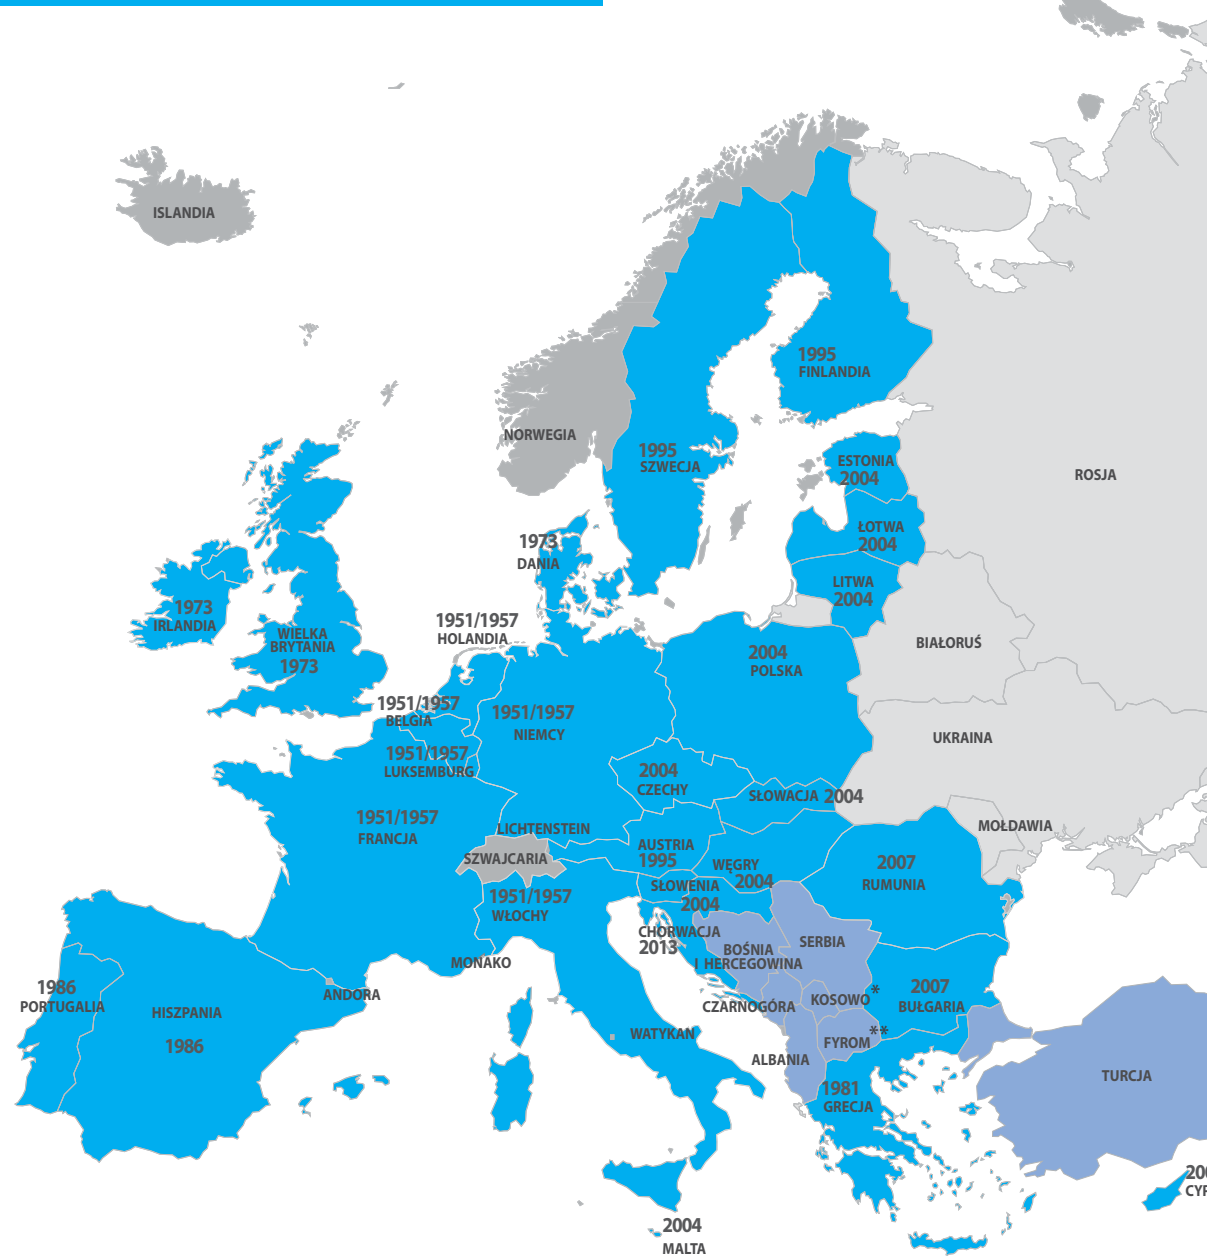 ISLANDIA
1995
FINLANDIA
NORWEGIA
1995
SZWECJA
ESTONIA
2004
ROSJA
ŁOTWA
2004
1973
DANIA
LITWA
2004
1973
IRLANDIA
WIELKA
BRYTANIA
1973
1951/1957
HOLANDIA
BIAŁORUŚ
2004
POLSKA
1951/1957
BELGIA
1951/1957
NIEMCY
UKRAINA
1951/1957
LUKSEMBURG
2004
CZECHY
SŁOWACJA 2004
1951/1957
FRANCJA
LICHTENSTEIN
MOŁDAWIA
AUSTRIA
1995
SZWAJCARIA
WĘGRY
2004
2007
RUMUNIA
SŁOWENIA
2004
1951/1957
WŁOCHY
CHORWACJA
2013
SERBIA
BOŚNIA
I HERCEGOWINA
MONAKO
1986
PORTUGALIA
ANDORA
CZARNOGÓRA
KOSOWO*
2007
BUŁGARIA
HISZPANIA
1986
WATYKAN
FYROM**
ALBANIA
TURCJA
1981
GRECJA
2004
MALTA